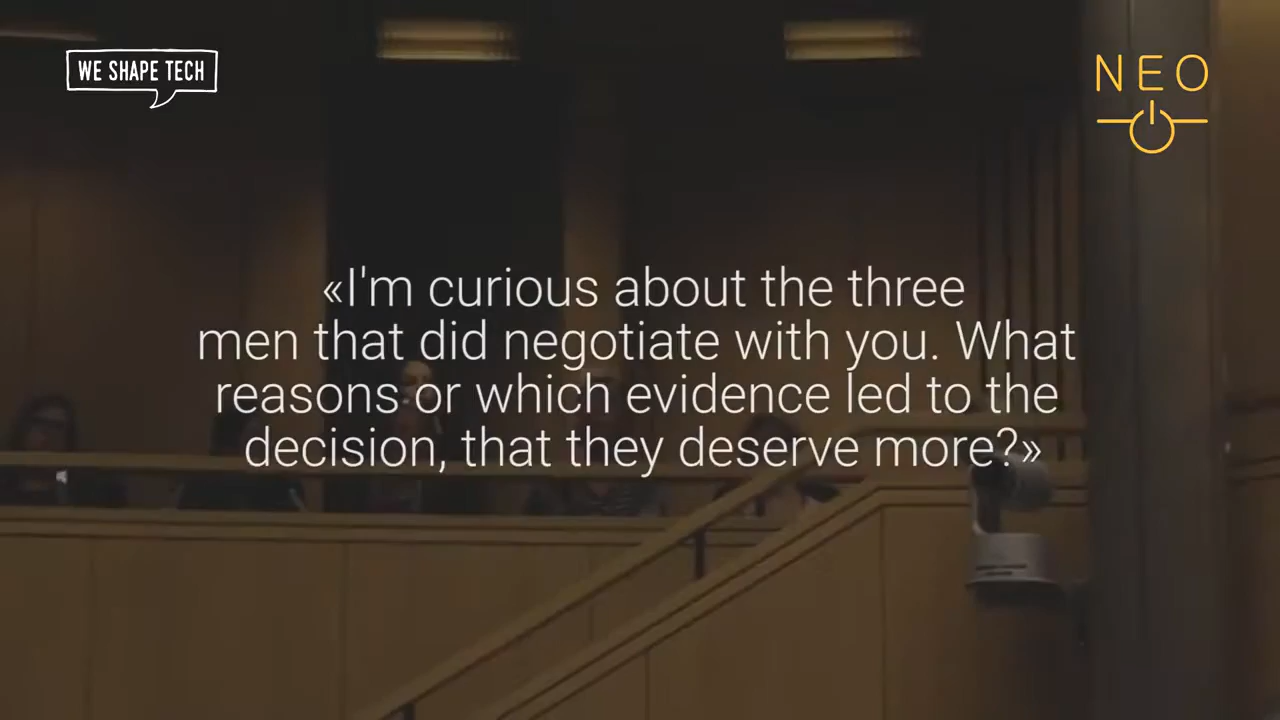 WE SHAPE TECH
NEO
«I'm curious about the three
men that did negotiate with you. What
reasons or which evidence led to the
decision, that they deserve more?»